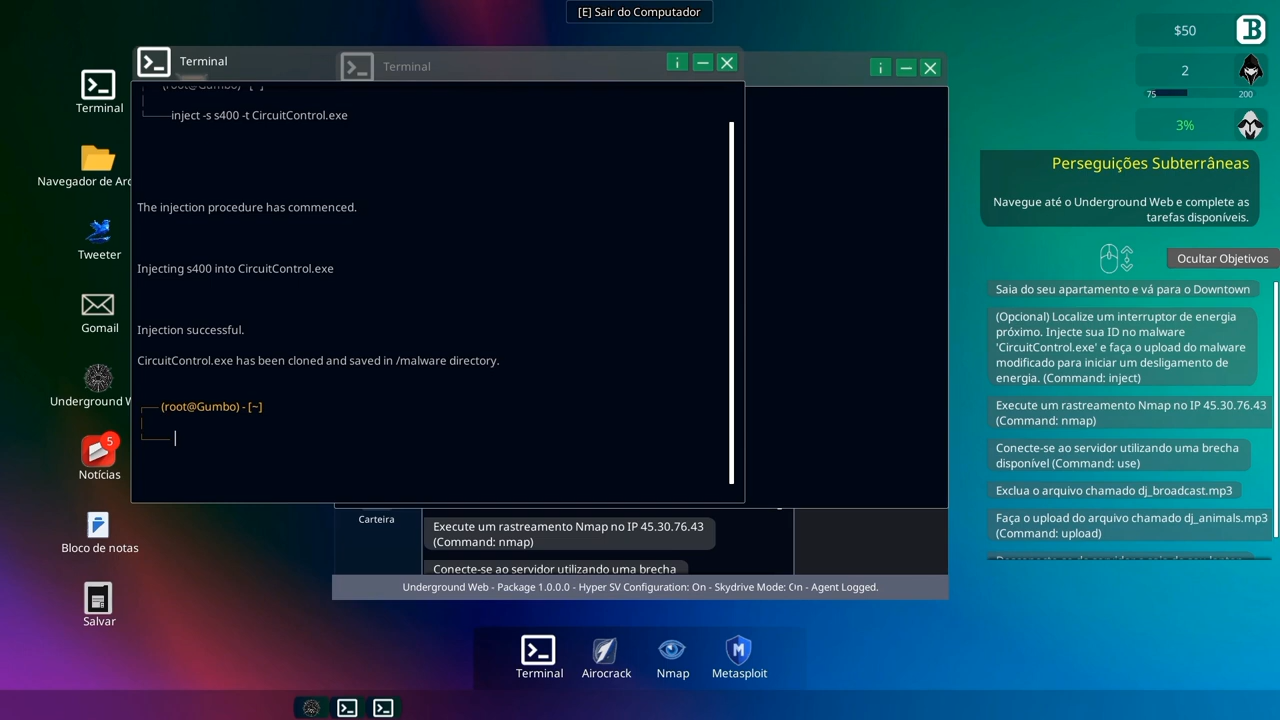 [E] Sair do Computador
$50
2
75
200
3%
Terminal
Navegador de Arc
Tweeter
Gomail
Underground W
5
Notícias
Bloco de notas
Salvar
Terminal
Terminal
(root@Gumbo) - [~]
inject -s s400 -t CircuitControl.exe
The injection procedure has commenced.
Injecting s400 into CircuitControl.exe
Injection successful.
CircuitControl.exe has been cloned and saved in /malware directory.
(root@Gumbo) - [~]
Carteira
Execute um rastreamento Nmap no IP 45.30.76.43
(Command: nmap)
Conecte-se ao servidor utilizando uma brecha
Underground Web - Package 1.0.0.0 - Hyper SV Configuration: On - Skydrive Mode: On - Agent Logged.
Perseguições Subterrâneas
Navegue até o Underground Web e complete as
tarefas disponíveis.
Ocultar Objetivos
Saia do seu apartamento e vá para o Downtown
(Opcional) Localize um interruptor de energia
próximo. Injecte sua ID no malware
'CircuitControl.exe' e faça o upload do malware
modificado para iniciar um desligamento de
energia. (Command: inject)
Execute um rastreamento Nmap no IP 45.30.76.43
(Command: nmap)
Conecte-se ao servidor utilizando uma brecha
disponível (Command: use)
Exclua o arquivo chamado dj_broadcast.mp3
Faça o upload do arquivo chamado dj_animals.mp3
(Command: upload)
Terminal
Airocrack
Nmap
Metasploit